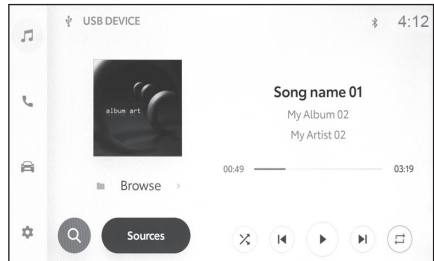 USB DEVICE
4:12
album art
Song name 01
My Album 02
My Artist 02
00:49
03:19
Browse
Sources